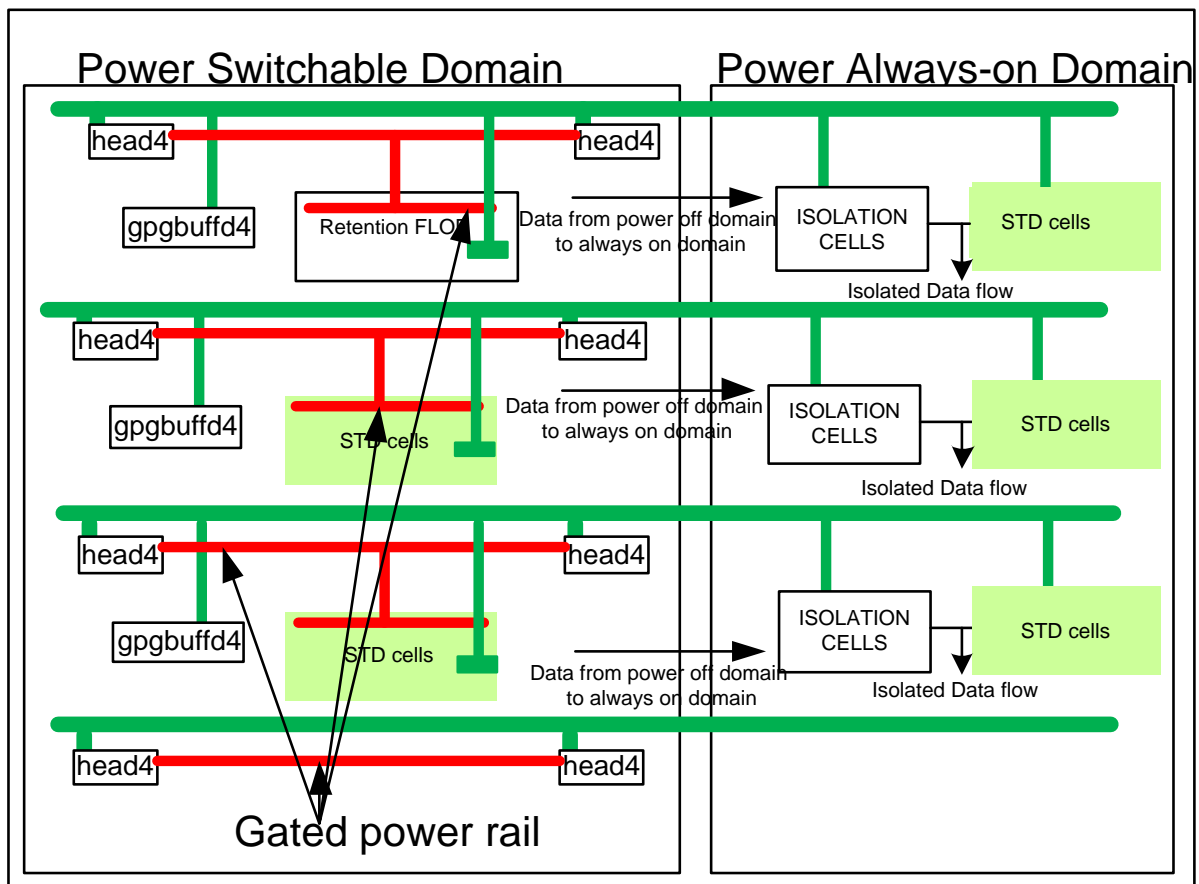 Power Switchable Domain
Power Always-on Domain
head4
head4
gpgbuffd4
Retention FLOP
Data from power off domain
to always on domain
ISOLATION
CELLS
STD cells
Isolated Data flow
head4
head4
gpgbuffd4
STD cells
Data from power off domain
to always on domain
ISOLATION
CELLS
STD cells
Isolated Data flow
head4
head4
gpgbuffd4
STD cells
Data from power off domain
to always on domain
ISOLATION
CELLS
STD cells
Isolated Data flow
head4
head4
Gated power rail